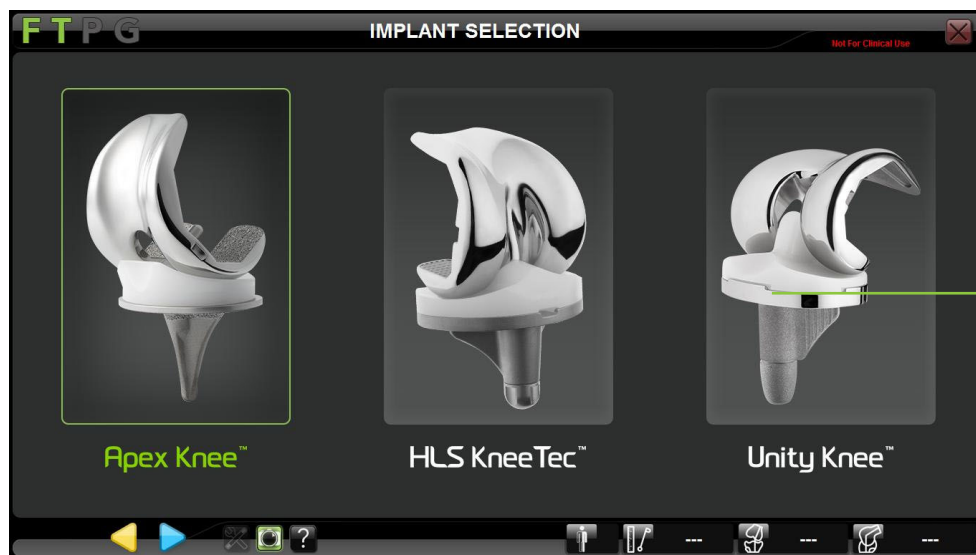 FTPG
IMPLANT SELECTION
Not For Clinical Use
Apex Knee™
HLS KneeTec™
Unity Knee™
?
---
---
---